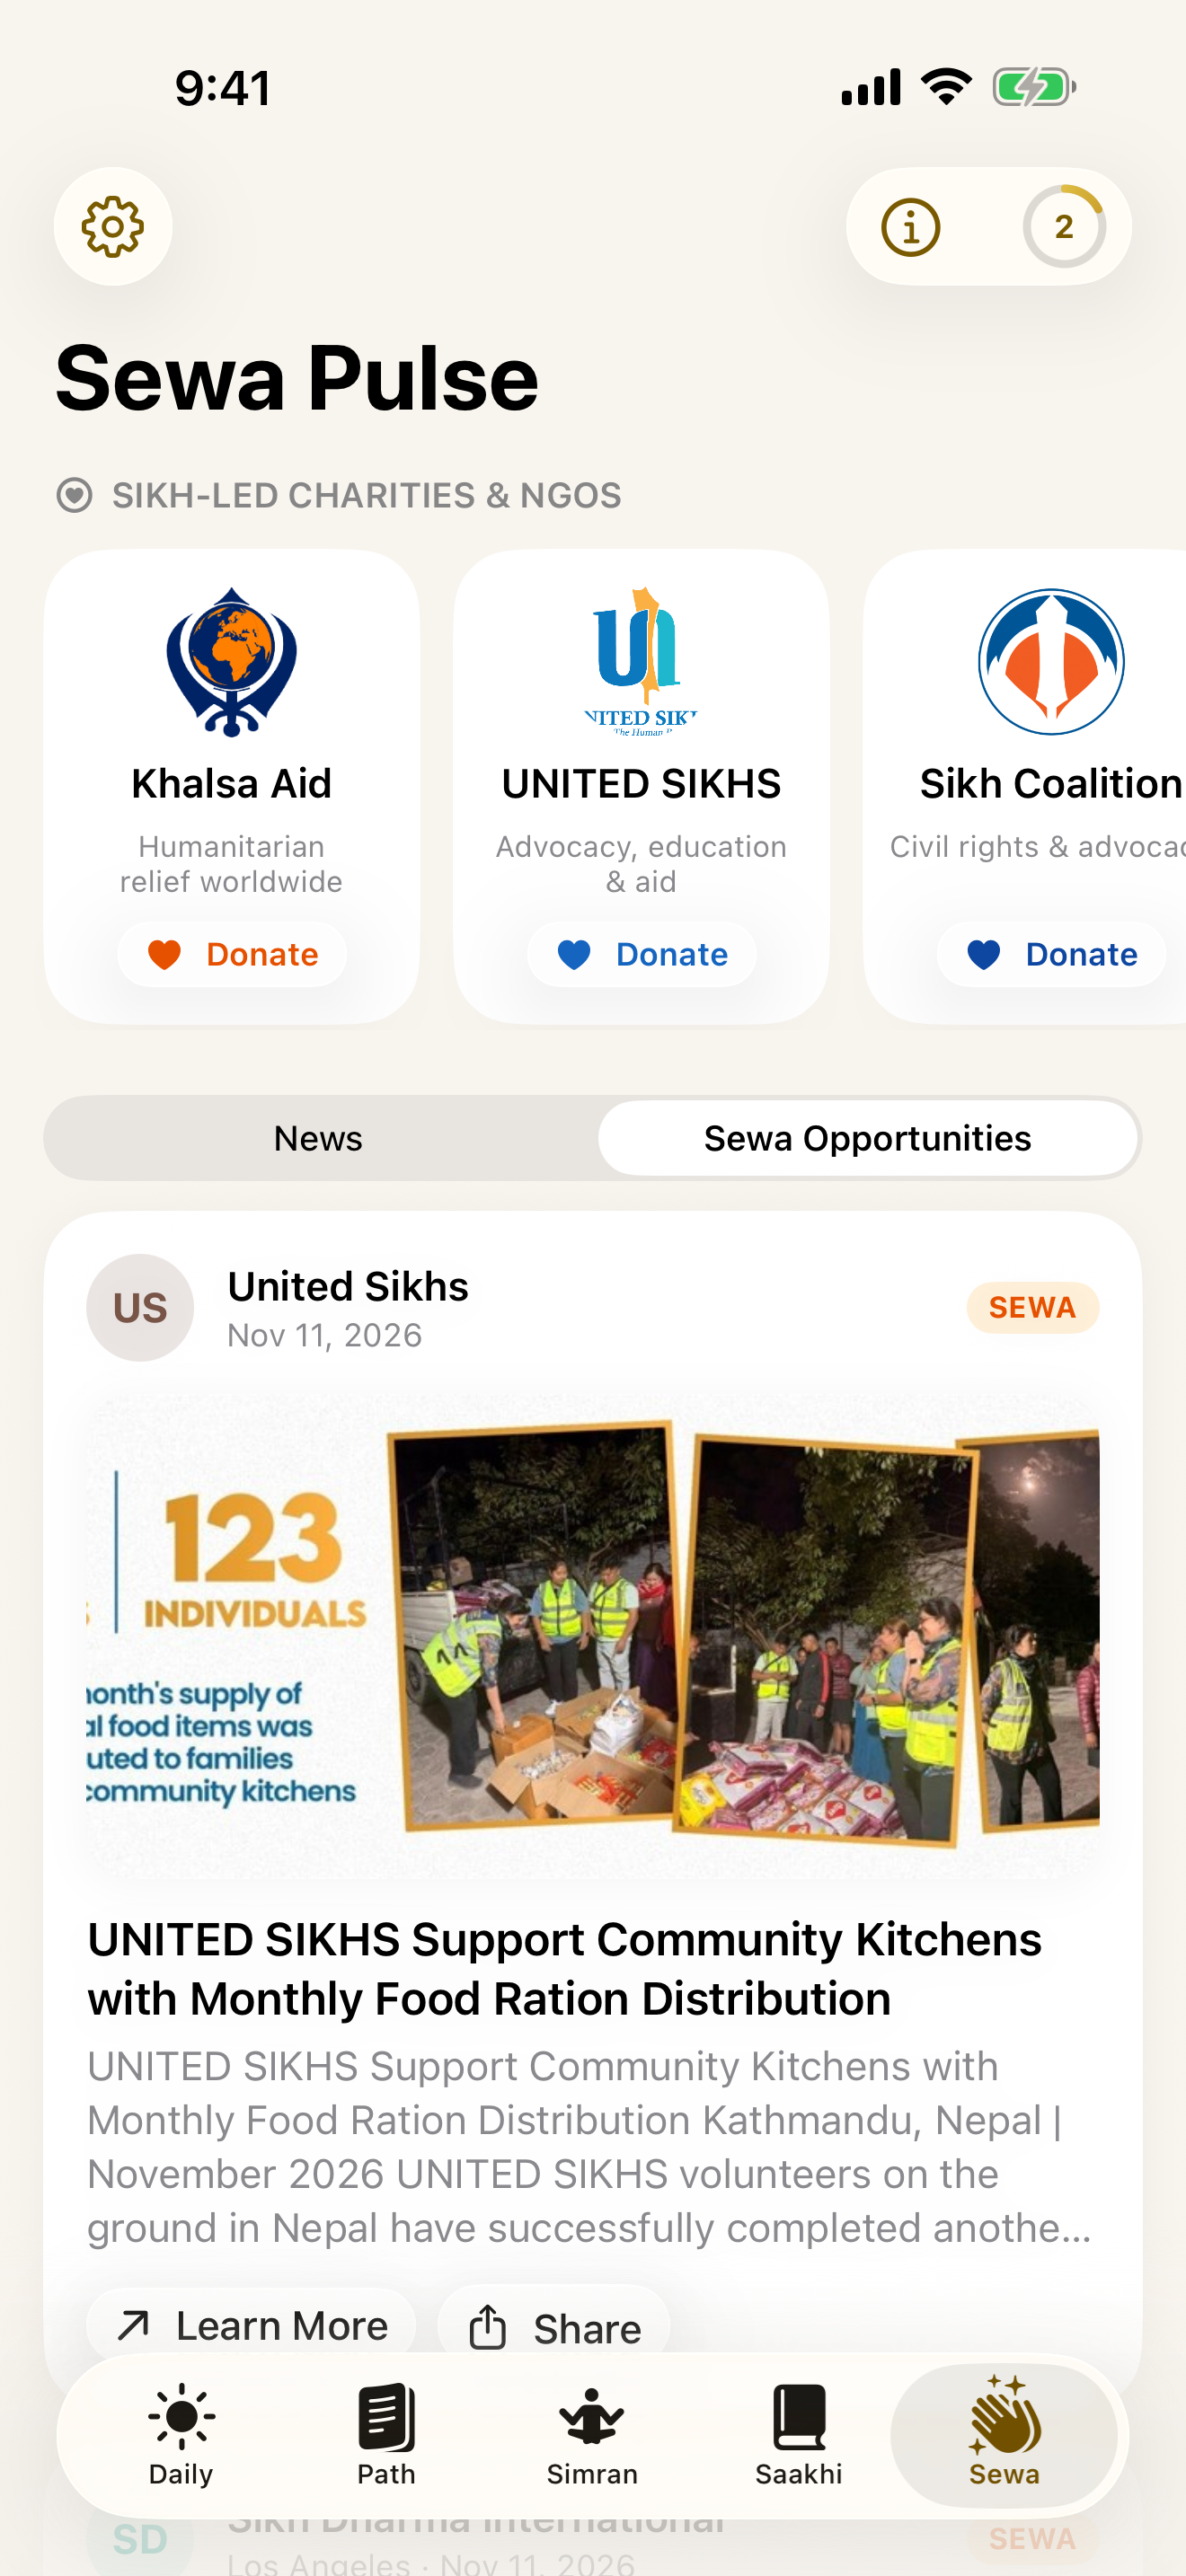 9:41
2
Sewa Pulse
SIKH-LED CHARITIES & NGOS
Khalsa Aid
Humanitarian
relief worldwide
Donate
UNITED SIK
The Human
UNITED SIKHS
Advocacy, education
& aid
Donate
Sikh Coalition
Civil rights & advocac
Donate
News
Sewa Opportunities
US
United Sikhs
Nov 11, 2026
SEWA
123
INDIVIDUALS
onth's supply of
al food items was
uted to families
community kitchens
UNITED SIKHS Support Community Kitchens
with Monthly Food Ration Distribution
UNITED SIKHS Support Community Kitchens with
Monthly Food Ration Distribution Kathmandu, Nepal |
November 2026 UNITED SIKHS volunteers on the
ground in Nepal have successfully completed anothe...
Learn More
Share
Daily
Path
Simran
Saakhi
Sewa
SD
Sikh Dharma International
Los Angeles · Nov 11, 2026
SEWA